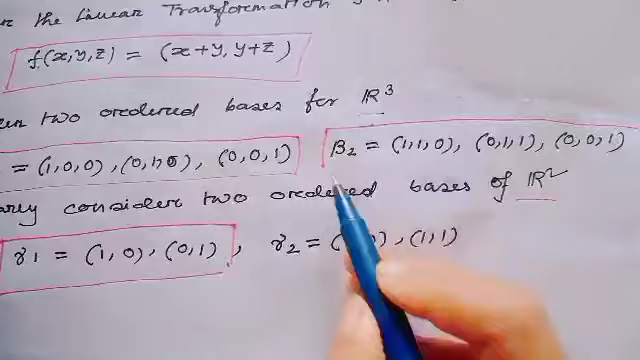 the Linear Transformation
f(x,y,z) = (x+y, y+z)
two ordered bases for ℝ³
= (1,0,0), (0,1,0), (0,0,1) β₂ = (1,1,0), (0,1,1), (0,0,1)
consider two ordered bases of ℝ²
γ1 = (1,0), (0,1), γ2 = ( ), (1,1)